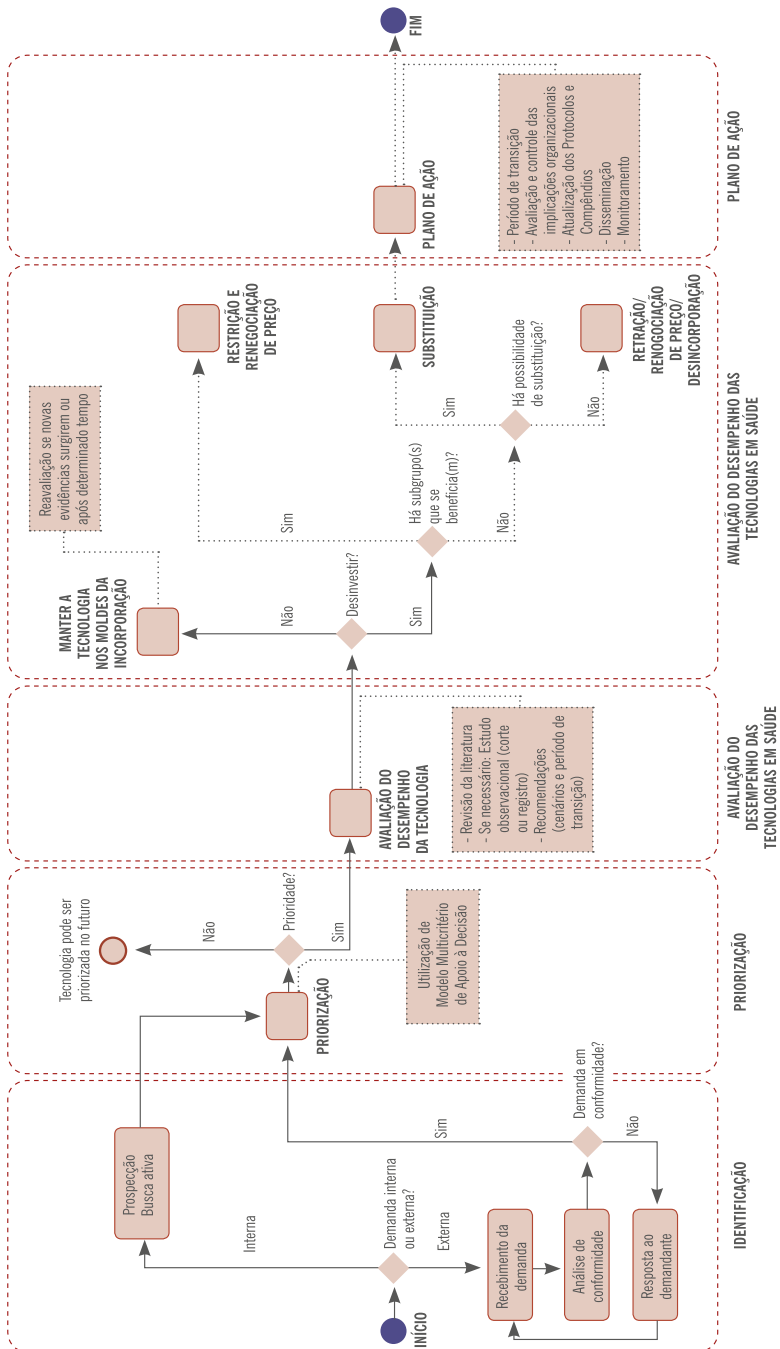 INÍCIO
Demanda interna
ou externa?
Interna
Externa
Prospecção
Busca ativa
Recebimento da
demanda
Análise de
conformidade
Resposta ao
demandante
Demanda em
conformidade?
Sim
Não
IDENTIFICAÇÃO
PRIORIZAÇÃO
Utilização de
Modelo Multicritério
de Apoio à Decisão
Prioridade?
Não
Sim
Tecnologia pode ser
priorizada no futuro
PRIORIZAÇÃO
AVALIAÇÃO DO
DESEMPENHO
DA TECNOLOGIA
- Revisão da literatura
- Se necessário: Estudo
observacional (corte
ou registro)
- Recomendações
(cenários e período de
transição)
AVALIAÇÃO DO
DESEMPENHO DAS
TECNOLOGIAS EM SAÚDE
Desinvestir?
Não
Sim
MANTER A
TECNOLOGIA
NOS MOLDES DA
INCORPORAÇÃO
Reavaliação se novas
evidências surgirem ou
após determinado tempo
Há subgrupo(s)
que se
beneficia(m)?
Sim
Não
RESTRIÇÃO E
RENEGOCIAÇÃO
DE PREÇO
Há possibilidade
de substituição?
Sim
Não
SUBSTITUIÇÃO
RETRAÇÃO/
RENOGOCIAÇÃO
DE PREÇO/
DESINCORPORAÇÃO
AVALIAÇÃO DO DESEMPENHO DAS
TECNOLOGIAS EM SAÚDE
PLANO DE AÇÃO
- Período de transição
- Avaliação e controle das
implicações organizacionais
- Atualização dos Protocolos e
Compêndios
- Disseminação
- Monitoramento
PLANO DE AÇÃO
FIM